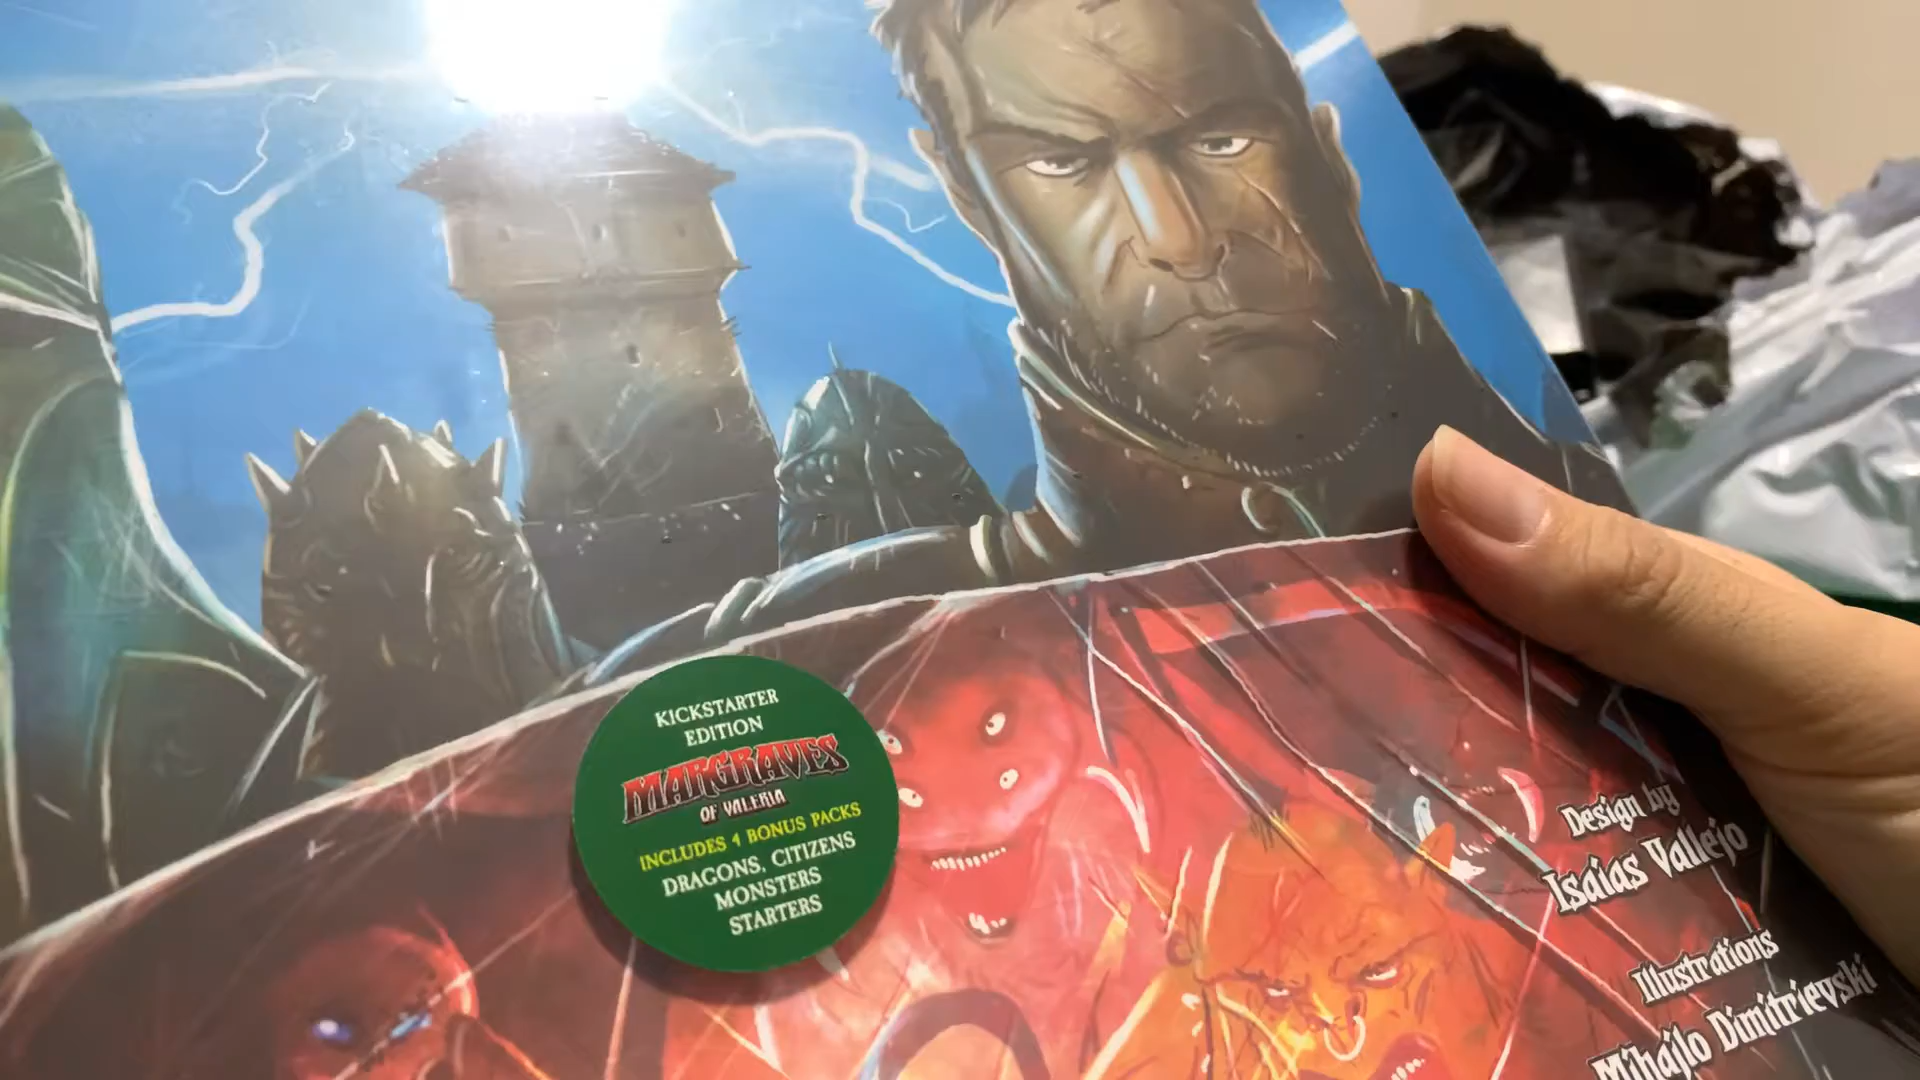 KICKSTARTER
EDITION
MARGRAVES
OF VALERIA
INCLUDES 4 BONUS PACKS
DRAGONS, CITIZENS
MONSTERS
STARTERS
Design by
Isaias Vallejo
Illustrations
Mihajlo Dimitrievski